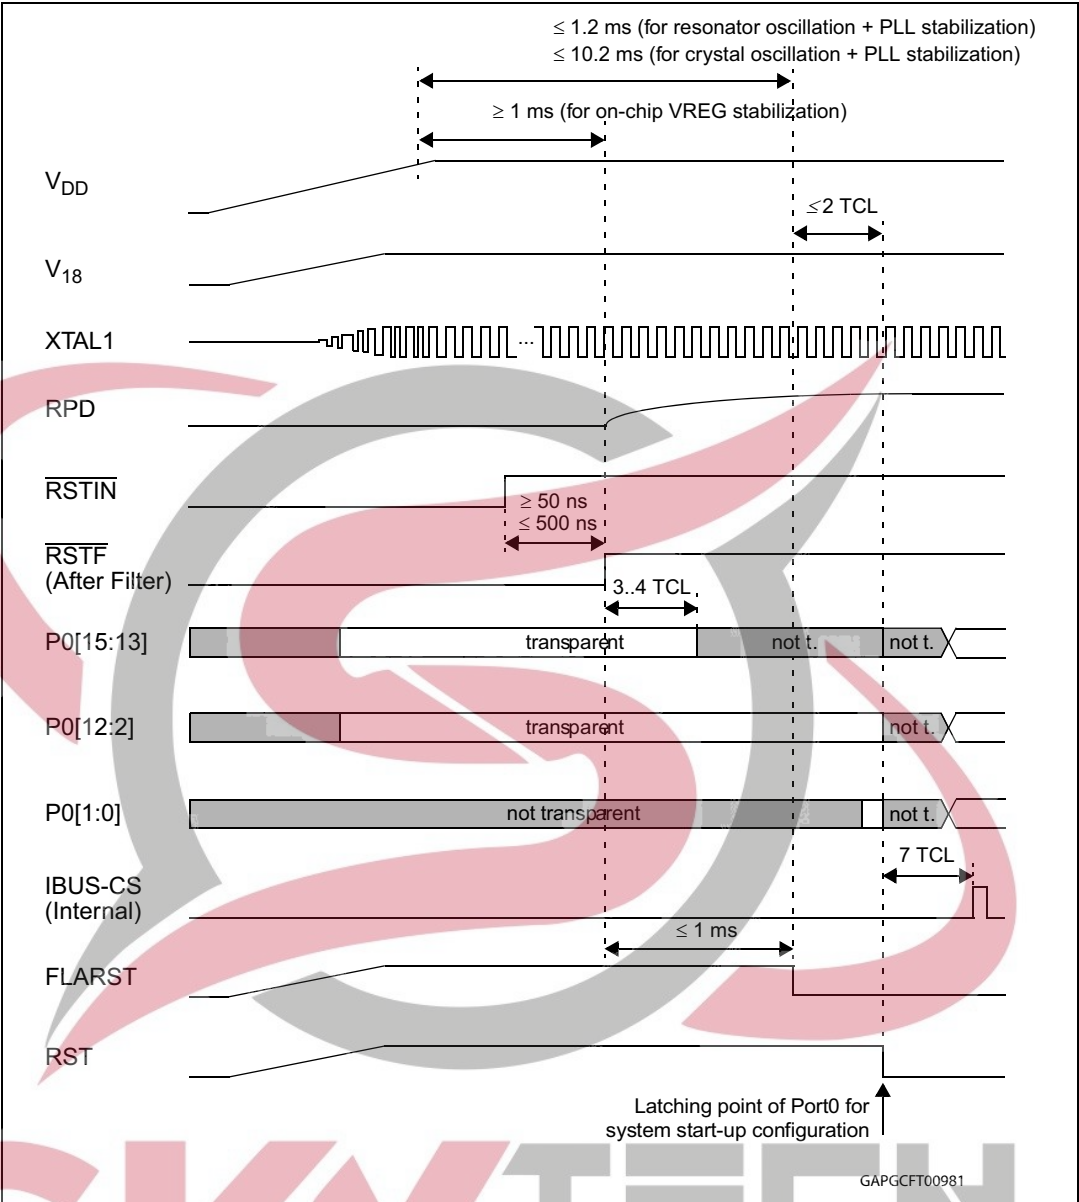 ≤ 1.2 ms (for resonator oscillation + PLL stabilization)
≤ 10.2 ms (for crystal oscillation + PLL stabilization)
≥ 1 ms (for on-chip VREG stabilization)
VDD
≤2 TCL
V18
XTAL1
...
RPD
RSTIN
≥ 50 ns
≤ 500 ns
RSTF
(After Filter)
3..4 TCL
P0[15:13] transparent not t. not t.
P0[12:2] transparent not t.
P0[1:0] not transparent not t.
7 TCL
IBUS-CS
(Internal)
≤ 1 ms
FLARST
RST
Latching point of Port0 for
system start-up configuration
GAPGCFT00981
SKYTECH